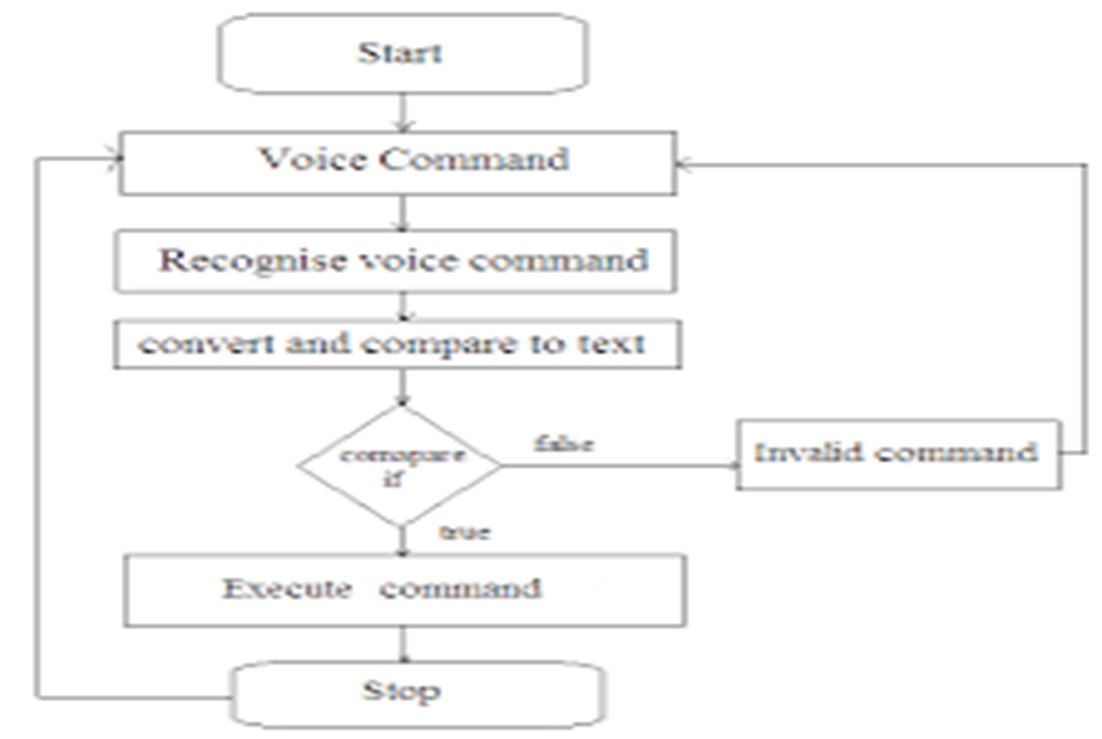 Start
Voice Command
Recognise voice command
convert and compare to text
comapare
if
false
Invalid command
true
Execute command
Stop